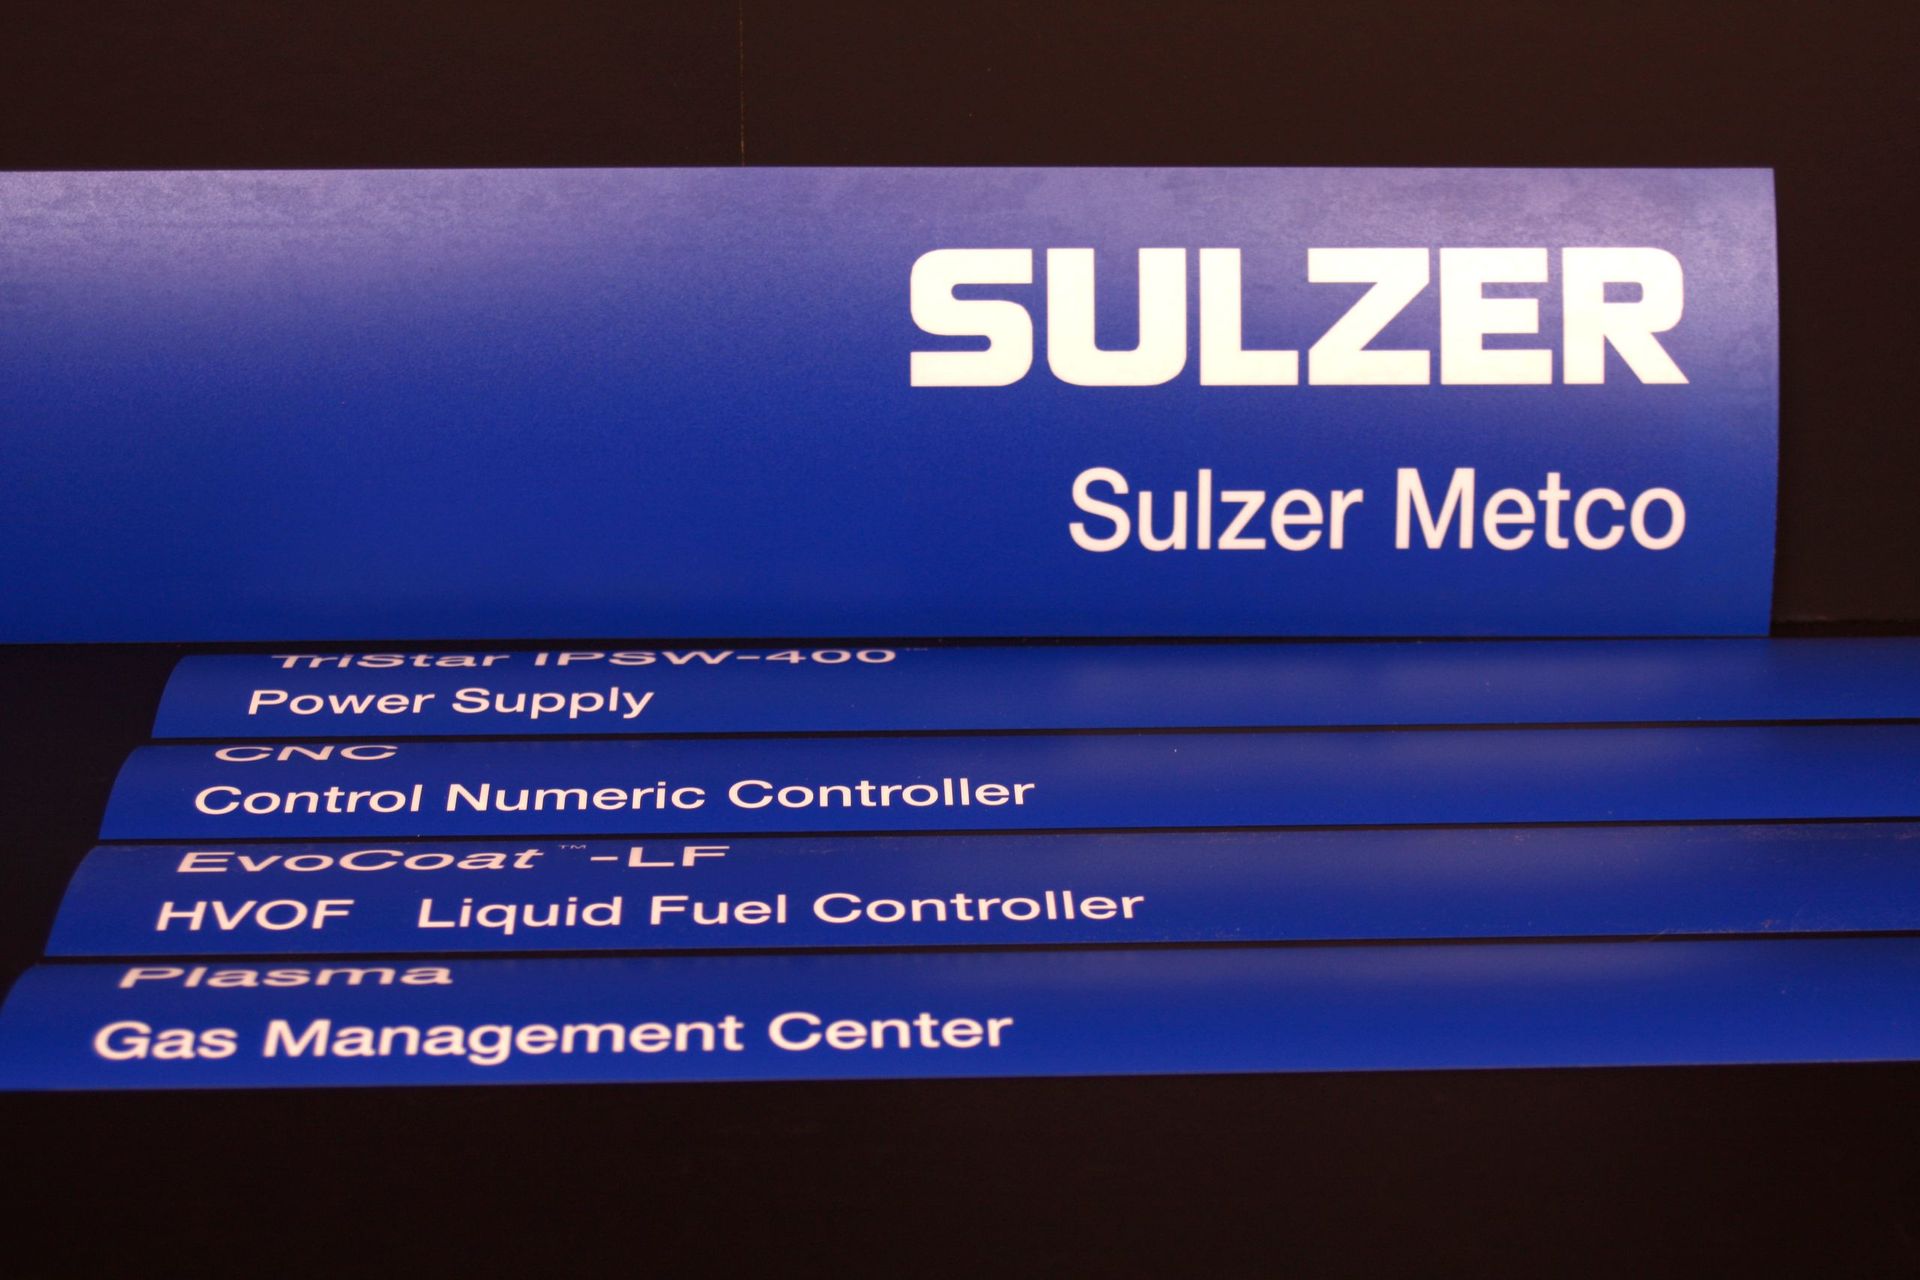 SULZER
Sulzer Metco
TriStar IPSW-400™
Power Supply
CNC
Control Numeric Controller
EvoCoat™-LF
HVOF Liquid Fuel Controller
Plasma
Gas Management Center